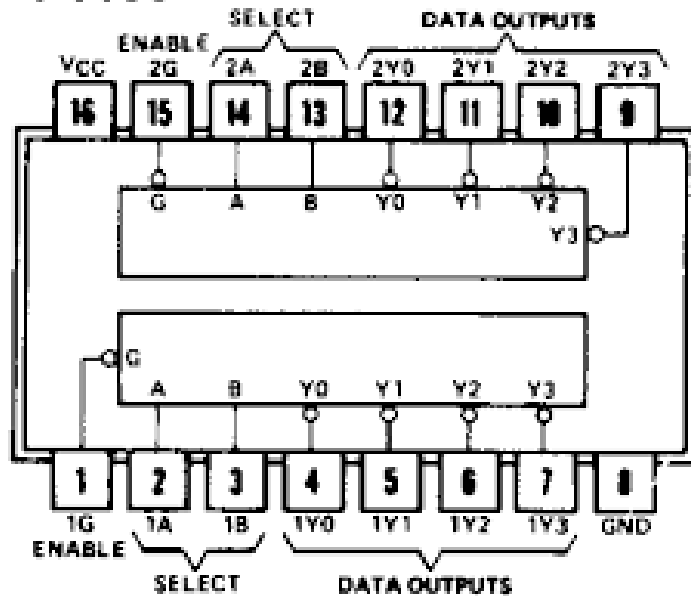 SELECT
DATA OUTPUTS
ENABLE
VCC 2G 2A 2B 2Y0 2Y1 2Y2 2Y3
16 15 14 13 12 11 10 9
G A B Y0 Y1 Y2
Y3
G
A B Y0 Y1 Y2 Y3
1 2 3 4 5 6 7 8
1G 1A 1B 1Y0 1Y1 1Y2 1Y3 GND
ENABLE
SELECT
DATA OUTPUTS